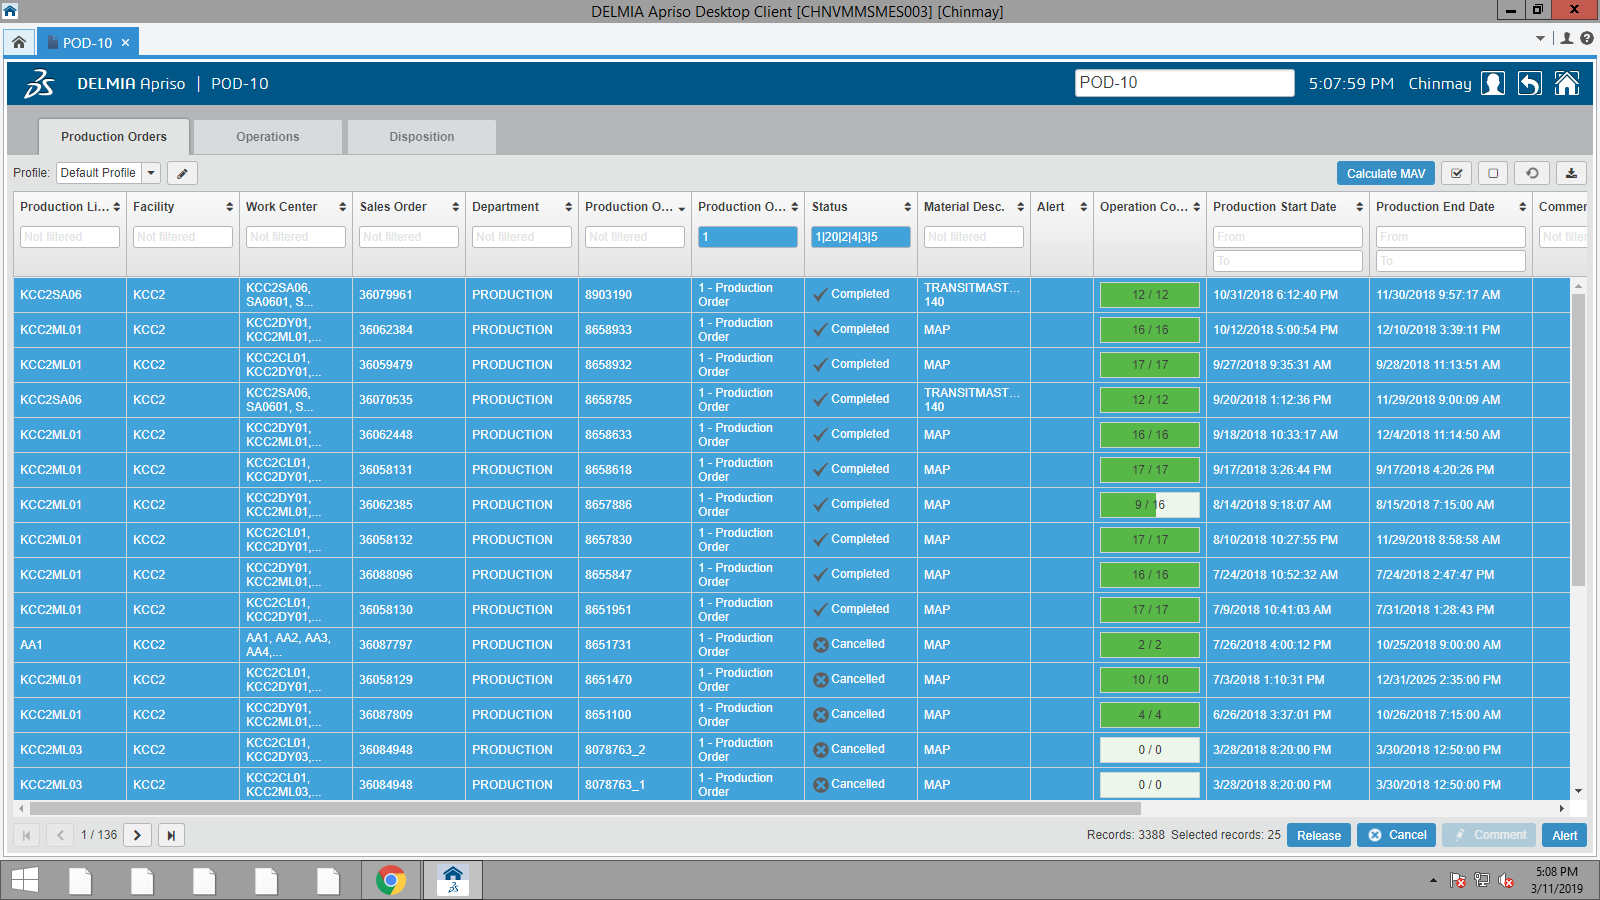 DELMIA Apriso Desktop Client [CHNVMMSMES003] [Chinmay]
POD-10 ×
DELMIA Apriso | POD-10 POD-10 5:07:59 PM Chinmay
Production Orders Operations Disposition
Profile: Default Profile Calculate MAV
Production Li... Facility Work Center Sales Order Department Production O... Production O... Status Material Desc. Alert Operation Co... Production Start Date Production End Date Commer
Not filtered Not filtered Not filtered Not filtered Not filtered Not filtered 1 1|20|2|4|3|5 Not filtered From From Not filter
To To
KCC2SA06 KCC2 KCC2SA06, SA0601, S... 36079961 PRODUCTION 8903190 1 - Production Order Completed TRANSITMAST... 140 12 / 12 10/31/2018 6:12:40 PM 11/30/2018 9:57:17 AM
KCC2ML01 KCC2 KCC2DY01, KCC2ML01,... 36062384 PRODUCTION 8658933 1 - Production Order Completed MAP 16 / 16 10/12/2018 5:00:54 PM 12/10/2018 3:39:11 PM
KCC2ML01 KCC2 KCC2CL01, KCC2DY01,... 36059479 PRODUCTION 8658932 1 - Production Order Completed MAP 17 / 17 9/27/2018 9:35:31 AM 9/28/2018 11:13:51 AM
KCC2SA06 KCC2 KCC2SA06, SA0601, S... 36070535 PRODUCTION 8658785 1 - Production Order Completed TRANSITMAST... 140 12 / 12 9/20/2018 1:12:36 PM 11/29/2018 9:00:09 AM
KCC2ML01 KCC2 KCC2DY01, KCC2ML01,... 36062448 PRODUCTION 8658633 1 - Production Order Completed MAP 16 / 16 9/18/2018 10:33:17 AM 12/4/2018 11:14:50 AM
KCC2ML01 KCC2 KCC2CL01, KCC2DY01,... 36058131 PRODUCTION 8658618 1 - Production Order Completed MAP 17 / 17 9/17/2018 3:26:44 PM 9/17/2018 4:20:26 PM
KCC2ML01 KCC2 KCC2DY01, KCC2ML01,... 36062385 PRODUCTION 8657886 1 - Production Order Completed MAP 9 / 16 8/14/2018 9:18:07 AM 8/15/2018 7:15:00 AM
KCC2ML01 KCC2 KCC2CL01, KCC2DY01,... 36058132 PRODUCTION 8657830 1 - Production Order Completed MAP 17 / 17 8/10/2018 10:27:55 PM 11/29/2018 8:58:58 AM
KCC2ML01 KCC2 KCC2DY01, KCC2ML01,... 36088096 PRODUCTION 8655847 1 - Production Order Completed MAP 16 / 16 7/24/2018 10:52:32 AM 7/24/2018 2:47:47 PM
KCC2ML01 KCC2 KCC2CL01, KCC2DY01,... 36058130 PRODUCTION 8651951 1 - Production Order Completed MAP 17 / 17 7/9/2018 10:41:03 AM 7/31/2018 1:28:43 PM
AA1 KCC2 AA1, AA2, AA3, AA4,... 36087797 PRODUCTION 8651731 1 - Production Order Cancelled MAP 2 / 2 7/26/2018 4:00:12 PM 10/25/2018 9:00:00 AM
KCC2ML01 KCC2 KCC2CL01, KCC2DY01,... 36058129 PRODUCTION 8651470 1 - Production Order Cancelled MAP 10 / 10 7/3/2018 1:10:31 PM 12/31/2025 2:35:00 PM
KCC2ML01 KCC2 KCC2DY01, KCC2ML01,... 36087809 PRODUCTION 8651100 1 - Production Order Cancelled MAP 4 / 4 6/26/2018 3:37:01 PM 10/26/2018 7:15:00 AM
KCC2ML03 KCC2 KCC2CL01, KCC2DY03,... 36084948 PRODUCTION 8078763_2 1 - Production Order Cancelled MAP 0 / 0 3/28/2018 8:20:00 PM 3/30/2018 12:50:00 PM
KCC2ML03 KCC2 KCC2CL01, KCC2ML03,... 36084948 PRODUCTION 8078763_1 1 - Production Order Cancelled MAP 0 / 0 3/28/2018 8:20:00 PM 3/30/2018 12:50:00 PM
1 / 136 Records: 3388 Selected records: 25 Release Cancel Comment Alert
5:08 PM
3/11/2019